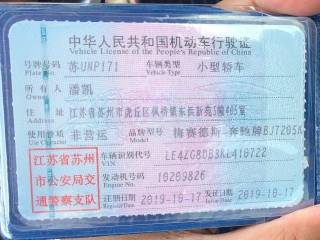 中华人民共和国机动车行驶证
Vehicle License of the People's Republic of China
号牌号码 苏UNP171 车辆类型 小型轿车
Plate No. Vehicle Type
所有人 潘凯
Owner
住址 江苏省苏州市虎丘区枫桥镇东浜新苑5幢405室
Address
使用性质 非营运 品牌型号 梅赛德斯-奔驰牌BJ7205K
Use Character Model
江苏省苏州
市公安局交
通警察支队
车辆识别代号
VIN
发动机号码 10209826
Engine No.
注册日期 2019-10-17 发证日期 2019-10-17
Register Date Issue Date